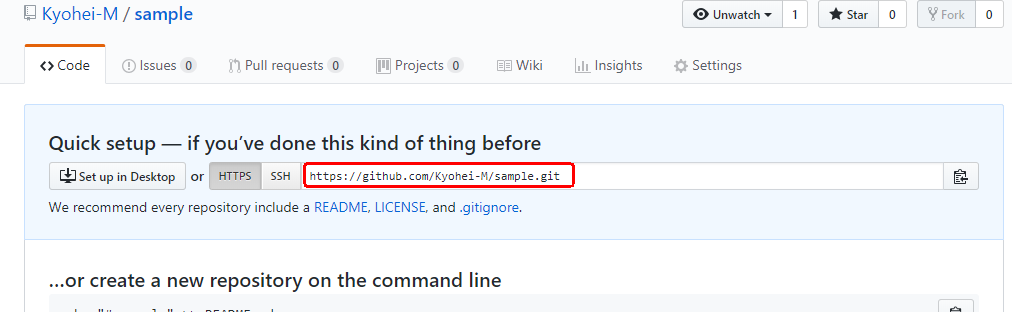 Kyohei-M / sample
Unwatch 1 Star 0 Fork 0
Code Issues 0 Pull requests 0 Projects 0 Wiki Insights Settings
Quick setup — if you’ve done this kind of thing before
Set up in Desktop or HTTPS SSH https://github.com/Kyohei-M/sample.git
We recommend every repository include a README, LICENSE, and .gitignore.
…or create a new repository on the command line